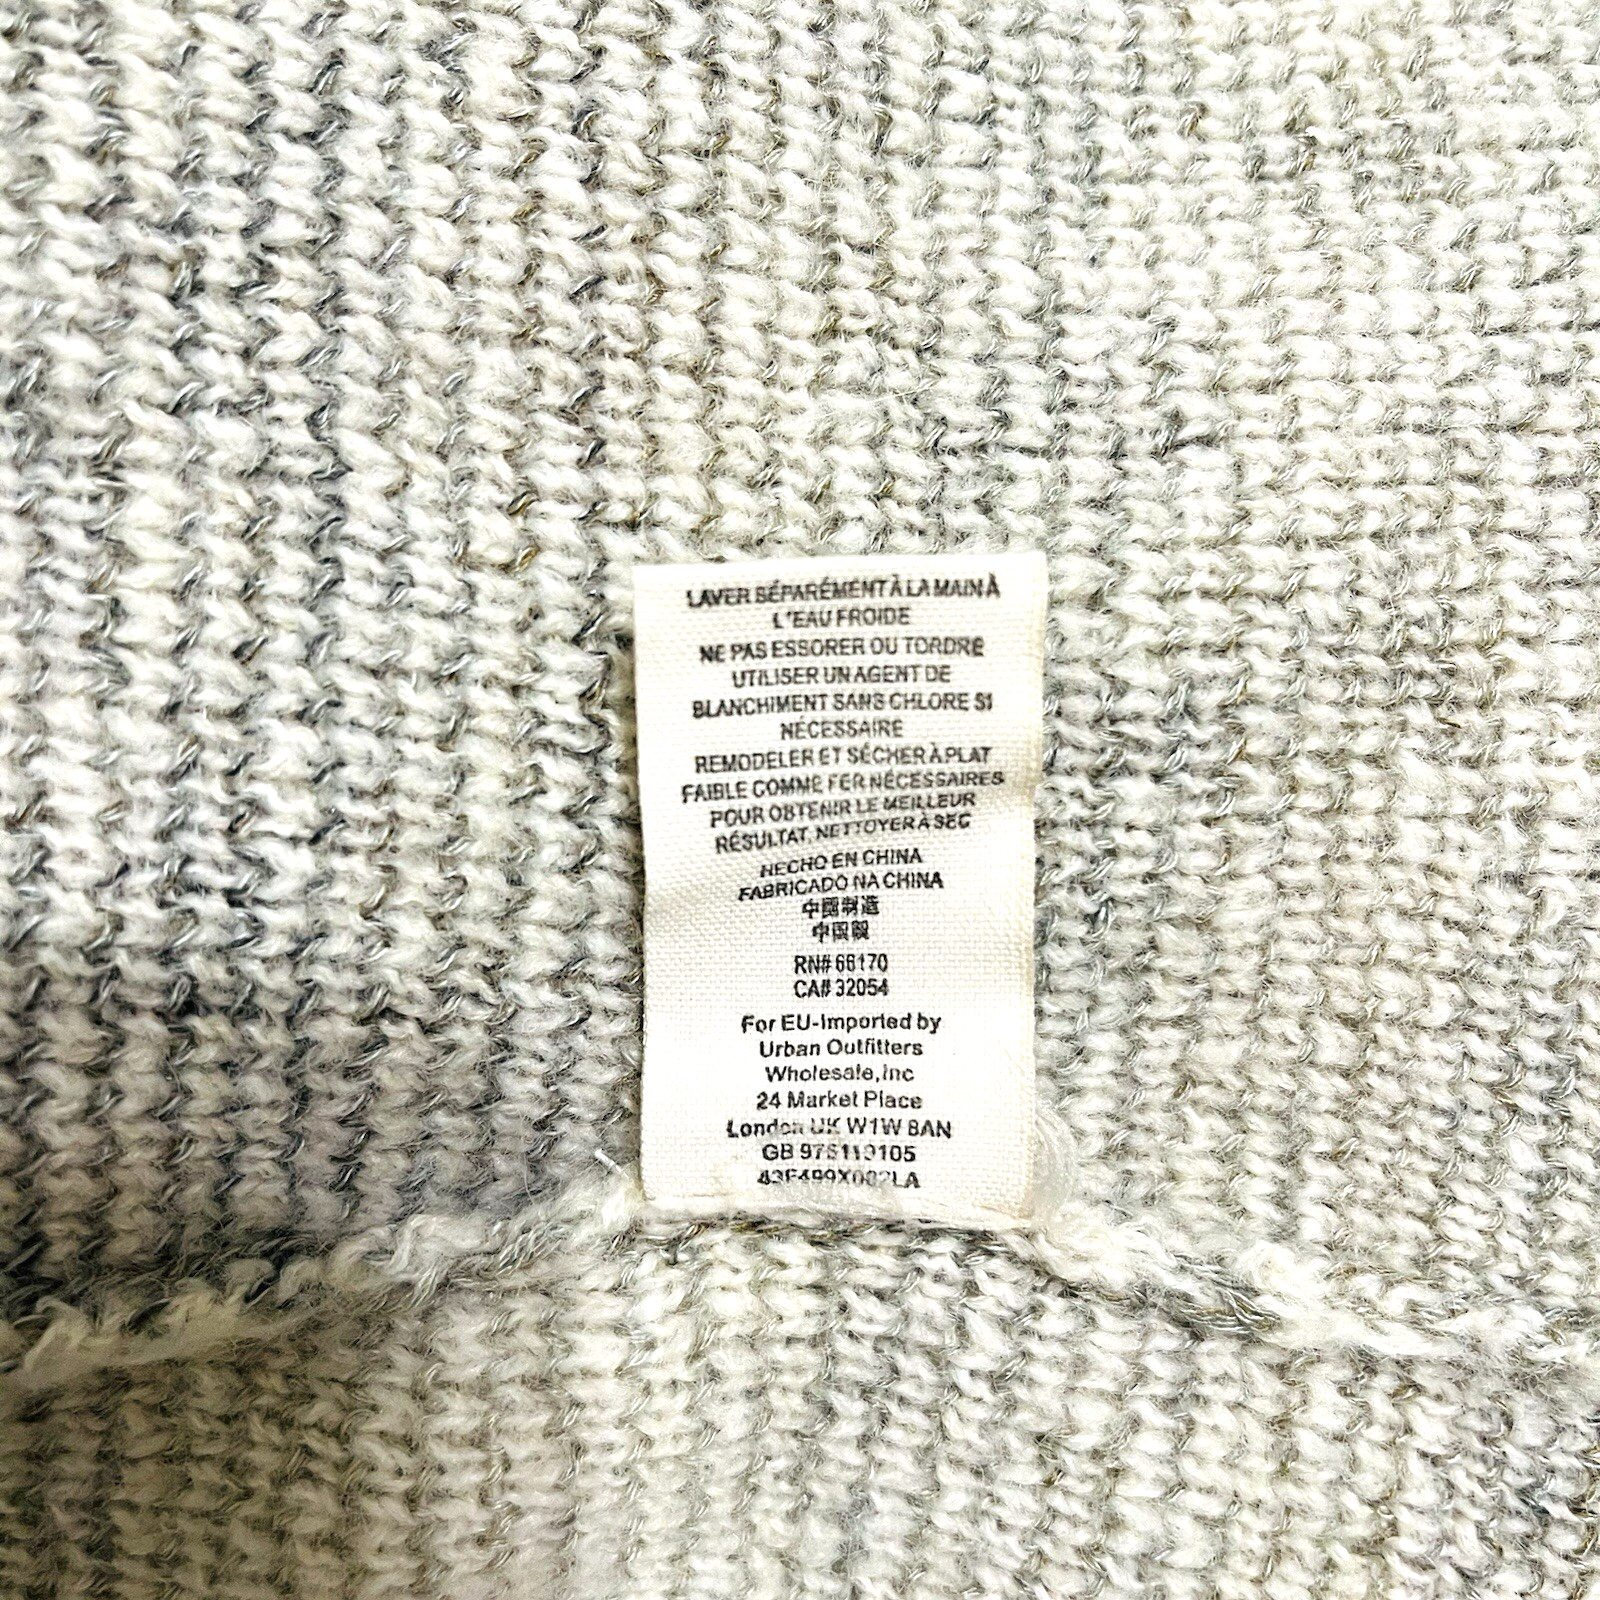 LAVER SÉPARÉMENT À LA MAIN À
L'EAU FROIDE
NE PAS ESSORER OU TORDRE
UTILISER UN AGENT DE
BLANCHIMENT SANS CHLORE SI
NÉCESSAIRE
REMODELER ET SÉCHER À PLAT
FAIBLE COMME FER NÉCESSAIRES
POUR OBTENIR LE MEILLEUR
RÉSULTAT, NETTOYER À SEC
HECHO EN CHINA
FABRICADO NA CHINA
中國制造
中國
RN# 66170
CA# 32054
For EU-Imported by
Urban Outfitters
Wholesale,Inc
24 Market Place
London UK W1W 8AN
GB